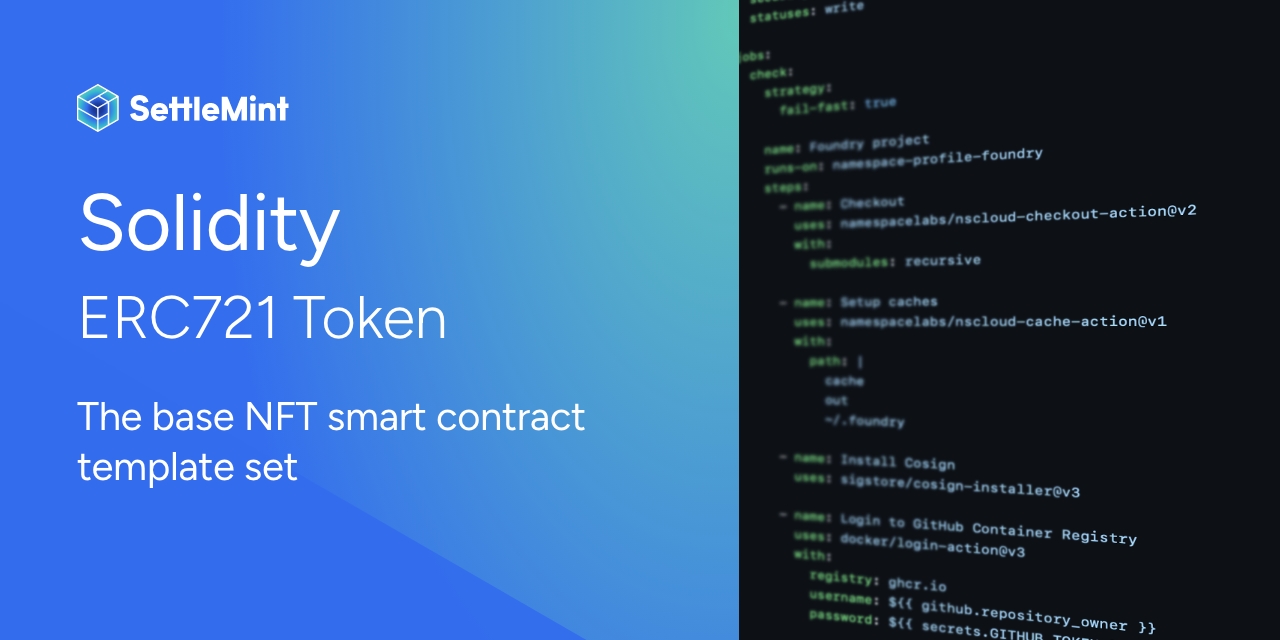 SettleMint
Solidity
ERC721 Token
The base NFT smart contract
template set
statuses: write
jobs:
check:
strategy:
fail-fast: true
name: Foundry project
runs-on: namespace-profile-foundry
steps:
- name: Checkout
uses: namespacelabs/nscloud-checkout-action@v2
with:
submodules: recursive
- name: Setup caches
uses: namespacelabs/nscloud-cache-action@v1
with:
path: |
cache
out
~/.foundry
- name: Install Cosign
uses: sigstore/cosign-installer@v3
- name: Login to GitHub Container Registry
uses: docker/login-action@v3
with:
registry: ghcr.io
username: ${{ github.repository_owner }}
password: ${{ secrets.GITHUB_TOKE